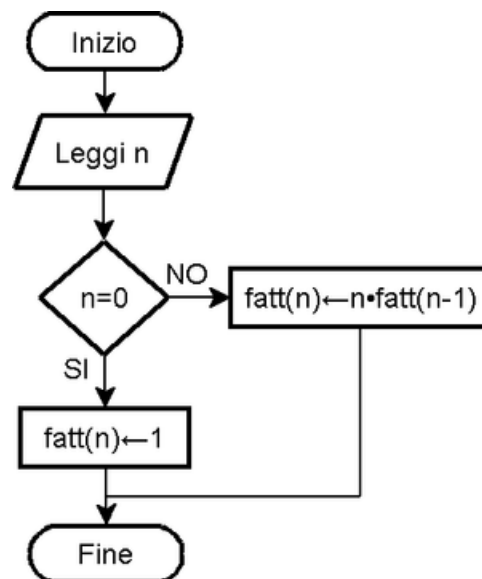 Inizio
Leggi n
n=0
NO
fatt(n)←n•fatt(n-1)
SI
fatt(n)←1
Fine